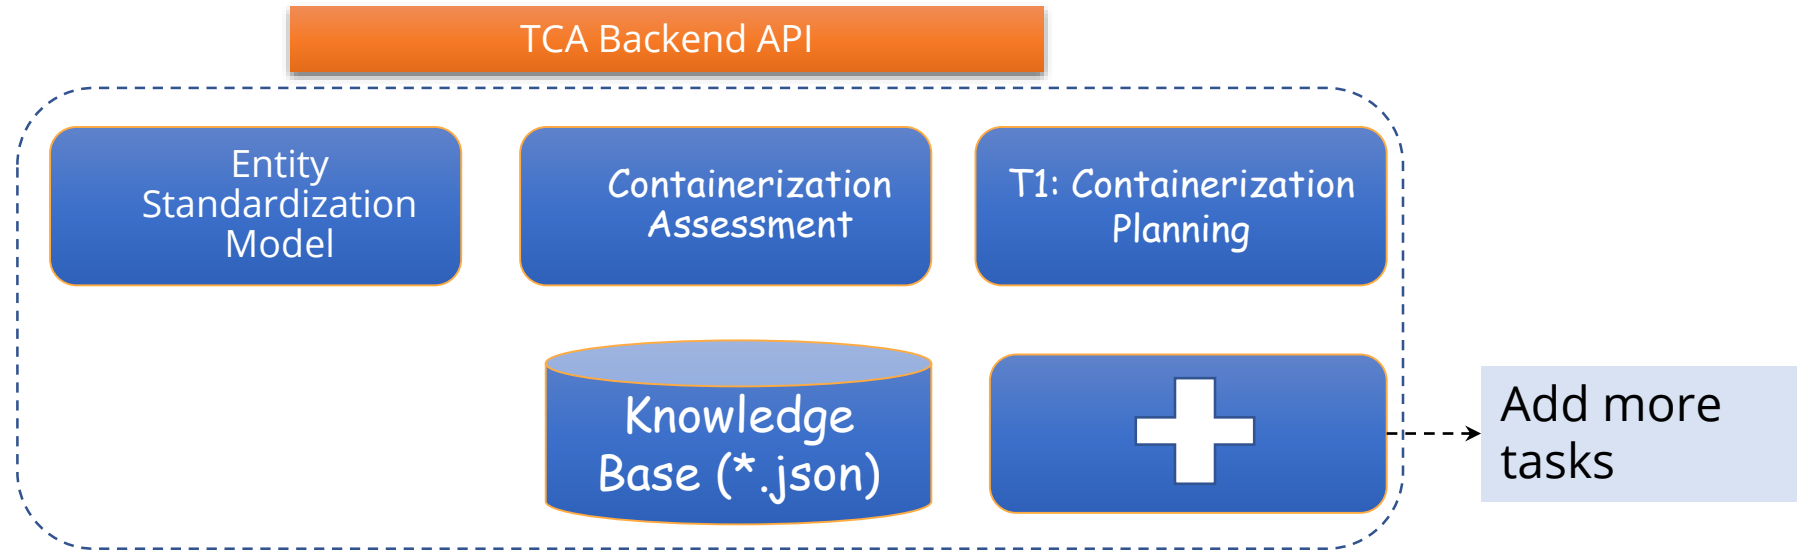 TCA Backend API
Entity
Standardization
Model
Containerization
Assessment
T1: Containerization
Planning
Knowledge
Base (*.json)
Add more
tasks